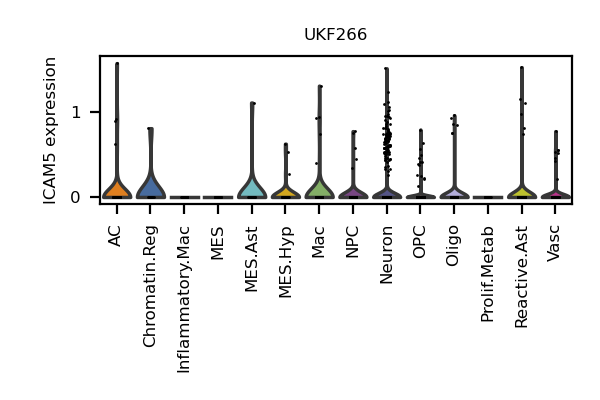 UKF266
ICAM5 expression
1
0
AC
Chromatin.Reg
Inflammatory.Mac
MES
MES.Ast
MES.Hyp
Mac
NPC
Neuron
OPC
Oligo
Prolif.Metab
Reactive.Ast
Vasc